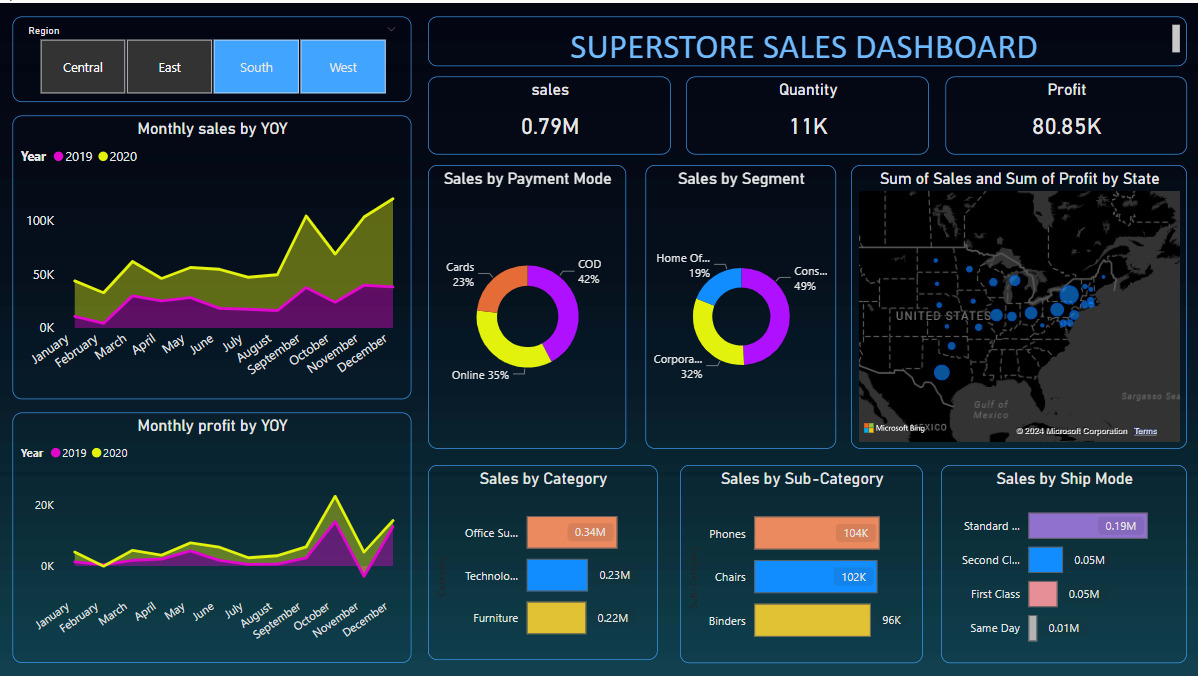 Region
Central
East
South
West
SUPERSTORE SALES DASHBOARD
sales
0.79M
Quantity
11K
Profit
80.85K
Monthly sales by YOY
Year 2019 2020
100K
50K
0K
January
February
March
April
May
June
July
August
September
October
November
December
Sales by Payment Mode
Cards
23%
COD
42%
Online 35%
Sales by Segment
Home Of...
19%
Cons...
49%
Corpora...
32%
Sum of Sales and Sum of Profit by State
UNITED STATES
Gulf of
Mexico
Sargasso Sea
MEXICO
Microsoft Bing
© 2024 Microsoft Corporation Terms
Monthly profit by YOY
Year 2019 2020
20K
0K
January
February
March
April
May
June
July
August
September
October
November
December
Sales by Category
Office Su...
0.34M
Technolo...
0.23M
Furniture
0.22M
Sales by Sub-Category
Phones
104K
Chairs
102K
Binders
96K
Sales by Ship Mode
Standard ...
0.19M
Second Cl...
0.05M
First Class
0.05M
Same Day
0.01M